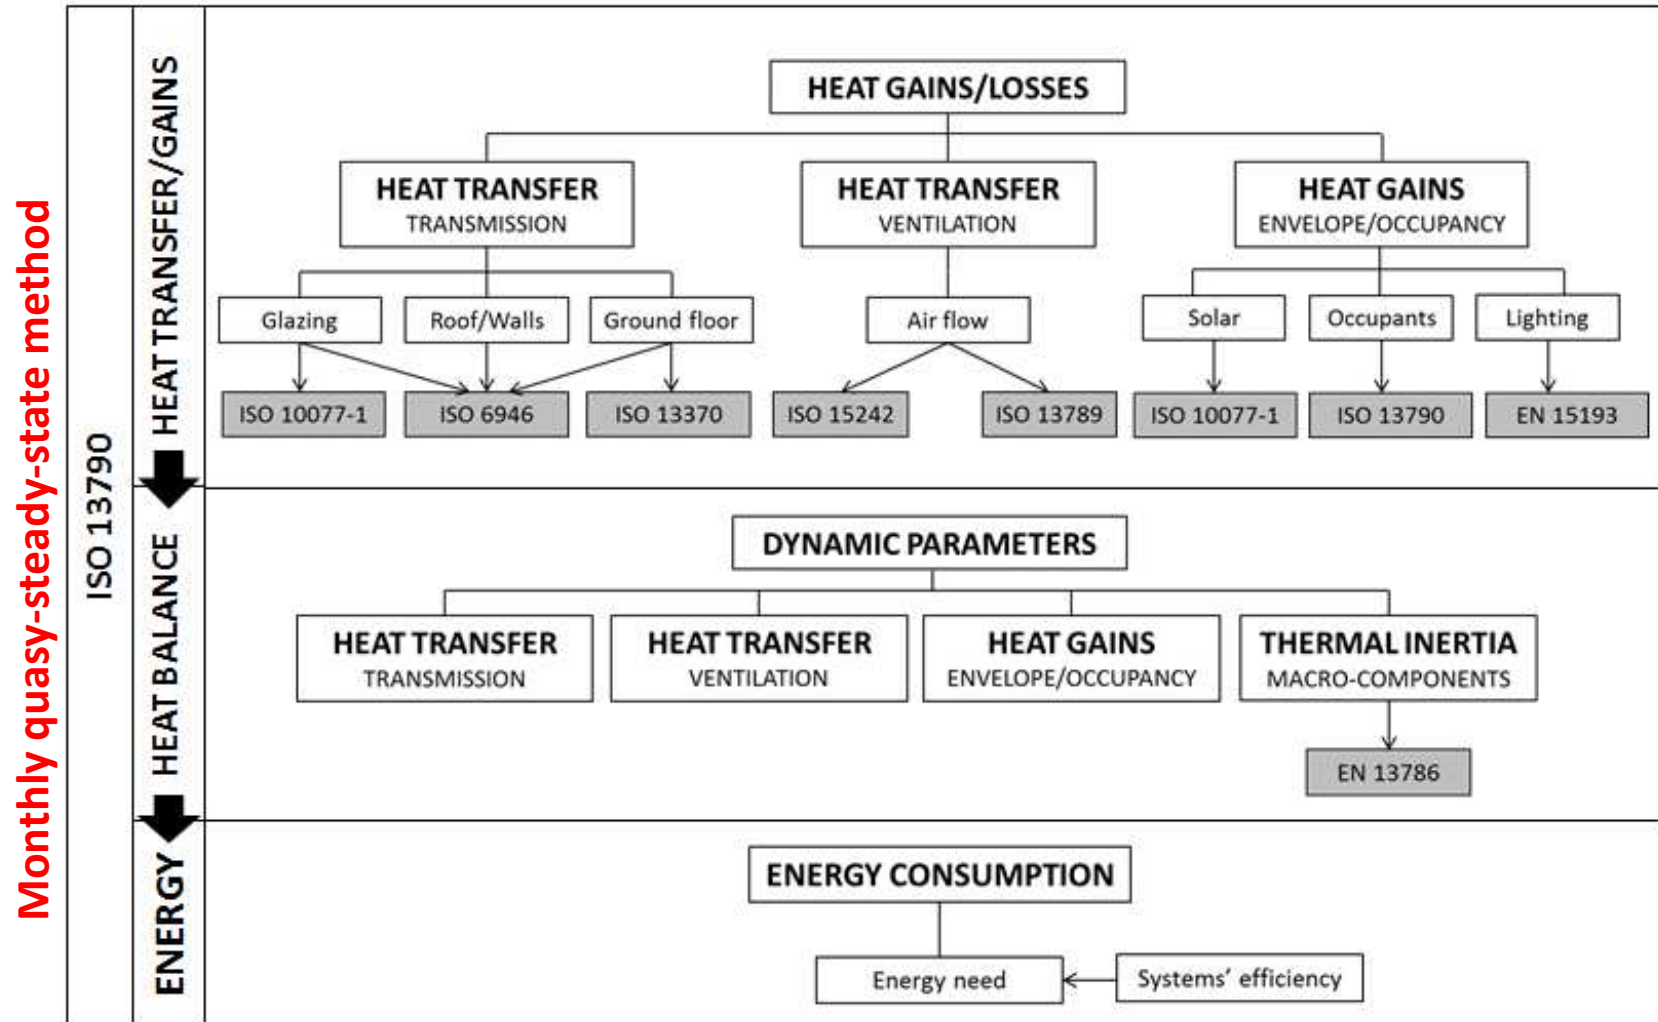 Monthly quasy-steady-state method
ISO 13790
HEAT TRANSFER/GAINS
HEAT GAINS/LOSSES
HEAT TRANSFER
TRANSMISSION
HEAT TRANSFER
VENTILATION
HEAT GAINS
ENVELOPE/OCCUPANCY
Glazing
Roof/Walls
Ground floor
Air flow
Solar
Occupants
Lighting
ISO 10077-1
ISO 6946
ISO 13370
ISO 15242
ISO 13789
ISO 10077-1
ISO 13790
EN 15193
HEAT BALANCE
DYNAMIC PARAMETERS
HEAT TRANSFER
TRANSMISSION
HEAT TRANSFER
VENTILATION
HEAT GAINS
ENVELOPE/OCCUPANCY
THERMAL INERTIA
MACRO-COMPONENTS
EN 13786
ENERGY
ENERGY CONSUMPTION
Energy need
Systems' efficiency